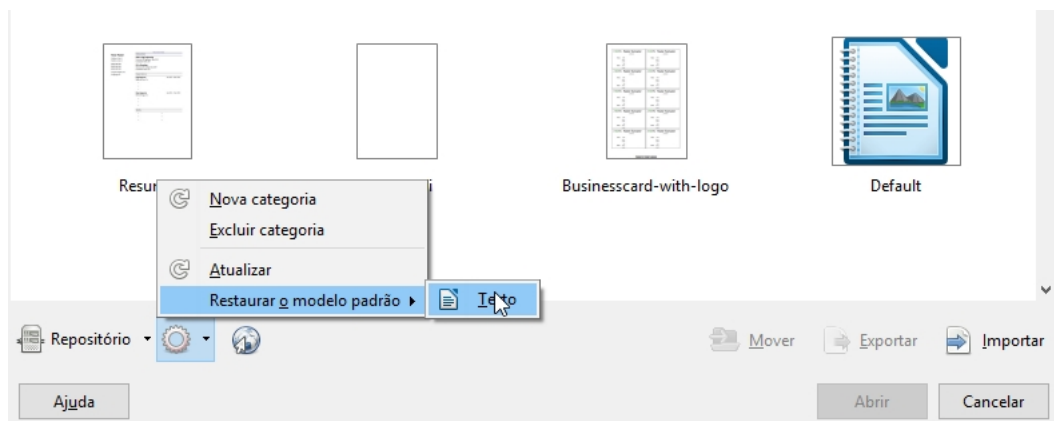 Resu
i
Businesscard-with-logo
Default
Nova categoria
Excluir categoria
Atualizar
Restaurar o modelo padrão
Texto
Repositório
Mover
Exportar
Importar
Ajuda
Abrir
Cancelar